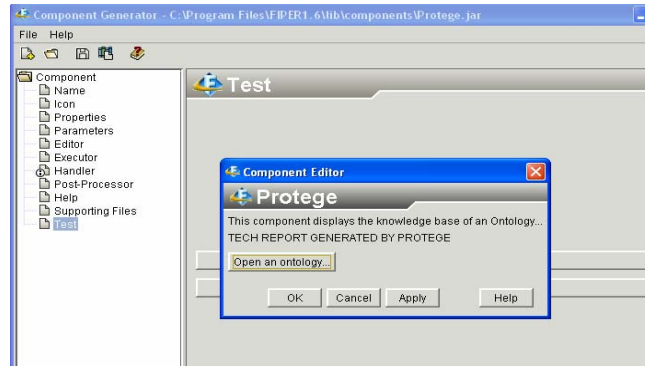 Component Generator - C:\Program Files\FIPER1.6\lib\components\Protege.jar
File Help
Component
Name
Icon
Properties
Parameters
Editor
Executor
Handler
Post-Processor
Help
Supporting Files
Test
Test
Component Editor
Protege
This component displays the knowledge base of an Ontology...
TECH REPORT GENERATED BY PROTEGE
Open an ontology...
OK Cancel Apply Help